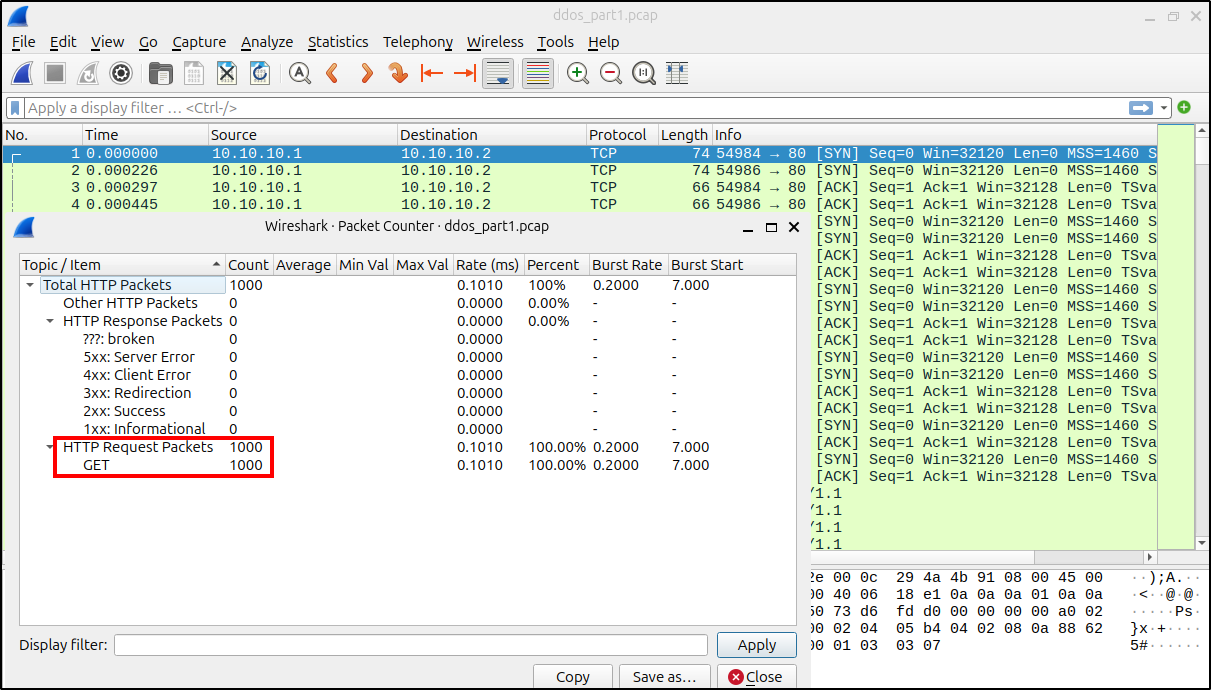 ddos_part1.pcap
File Edit View Go Capture Analyze Statistics Telephony Wireless Tools Help
Apply a display filter … <Ctrl-/>
No. Time Source Destination Protocol Length Info
1 0.000000 10.10.10.1 10.10.10.2 TCP 74 54984 → 80 [SYN] Seq=0 Win=32120 Len=0 MSS=1460 S
2 0.000226 10.10.10.1 10.10.10.2 TCP 74 54986 → 80 [SYN] Seq=0 Win=32120 Len=0 MSS=1460 S
3 0.000297 10.10.10.1 10.10.10.2 TCP 66 54984 → 80 [ACK] Seq=1 Ack=1 Win=32128 Len=0 TSva
4 0.000445 10.10.10.1 10.10.10.2 TCP 66 54986 → 80 [ACK] Seq=1 Ack=1 Win=32128 Len=0 TSva
[SYN] Seq=0 Win=32120 Len=0 MSS=1460 S
[SYN] Seq=0 Win=32120 Len=0 MSS=1460 S
[ACK] Seq=1 Ack=1 Win=32128 Len=0 TSva
[ACK] Seq=1 Ack=1 Win=32128 Len=0 TSva
[SYN] Seq=0 Win=32120 Len=0 MSS=1460 S
[SYN] Seq=0 Win=32120 Len=0 MSS=1460 S
[ACK] Seq=1 Ack=1 Win=32128 Len=0 TSva
[ACK] Seq=1 Ack=1 Win=32128 Len=0 TSva
[SYN] Seq=0 Win=32120 Len=0 MSS=1460 S
[SYN] Seq=0 Win=32120 Len=0 MSS=1460 S
[ACK] Seq=1 Ack=1 Win=32128 Len=0 TSva
[ACK] Seq=1 Ack=1 Win=32128 Len=0 TSva
[SYN] Seq=0 Win=32120 Len=0 MSS=1460 S
[ACK] Seq=1 Ack=1 Win=32128 Len=0 TSva
[SYN] Seq=0 Win=32120 Len=0 MSS=1460 S
[ACK] Seq=1 Ack=1 Win=32128 Len=0 TSva
/1.1
/1.1
/1.1
/1.1
Wireshark · Packet Counter · ddos_part1.pcap
Topic / Item Count Average Min Val Max Val Rate (ms) Percent Burst Rate Burst Start
Total HTTP Packets 1000 0.1010 100% 0.2000 7.000
Other HTTP Packets 0 0.0000 0.00% - -
HTTP Response Packets 0 0.0000 0.00% - -
???: broken 0 0.0000 - -
5xx: Server Error 0 0.0000 - -
4xx: Client Error 0 0.0000 - -
3xx: Redirection 0 0.0000 - -
2xx: Success 0 0.0000 - -
1xx: Informational 0 0.0000 - -
HTTP Request Packets 1000 0.1010 100.00% 0.2000 7.000
GET 1000 0.1010 100.00% 0.2000 7.000
Display filter: Apply
Copy Save as… Close
2e 00 0c 29 4a 4b 91 08 00 45 00 ··);A.··
00 40 06 18 e1 0a 0a 0a 01 0a 0a ·<··@·@·
50 73 d6 fd d0 00 00 00 00 a0 02 ·····Ps·
00 02 04 05 b4 04 02 08 0a 88 62 }x·+····
00 01 03 03 07 5#······